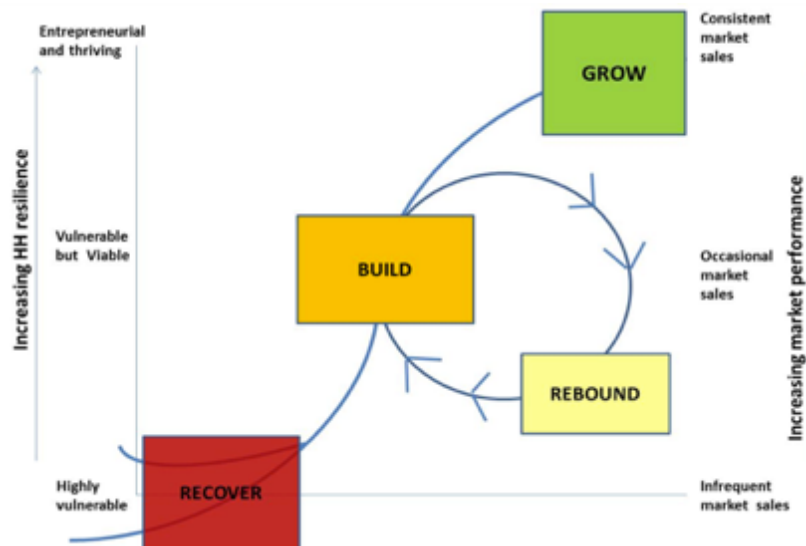 Entrepreneurial
and thriving
Consistent
market
sales
GROW
Increasing HH resilience
Vulnerable
but Viable
BUILD
Occasional
market
sales
Increasing market performance
REBOUND
RECOVER
Highly
vulnerable
Infrequent
market sales